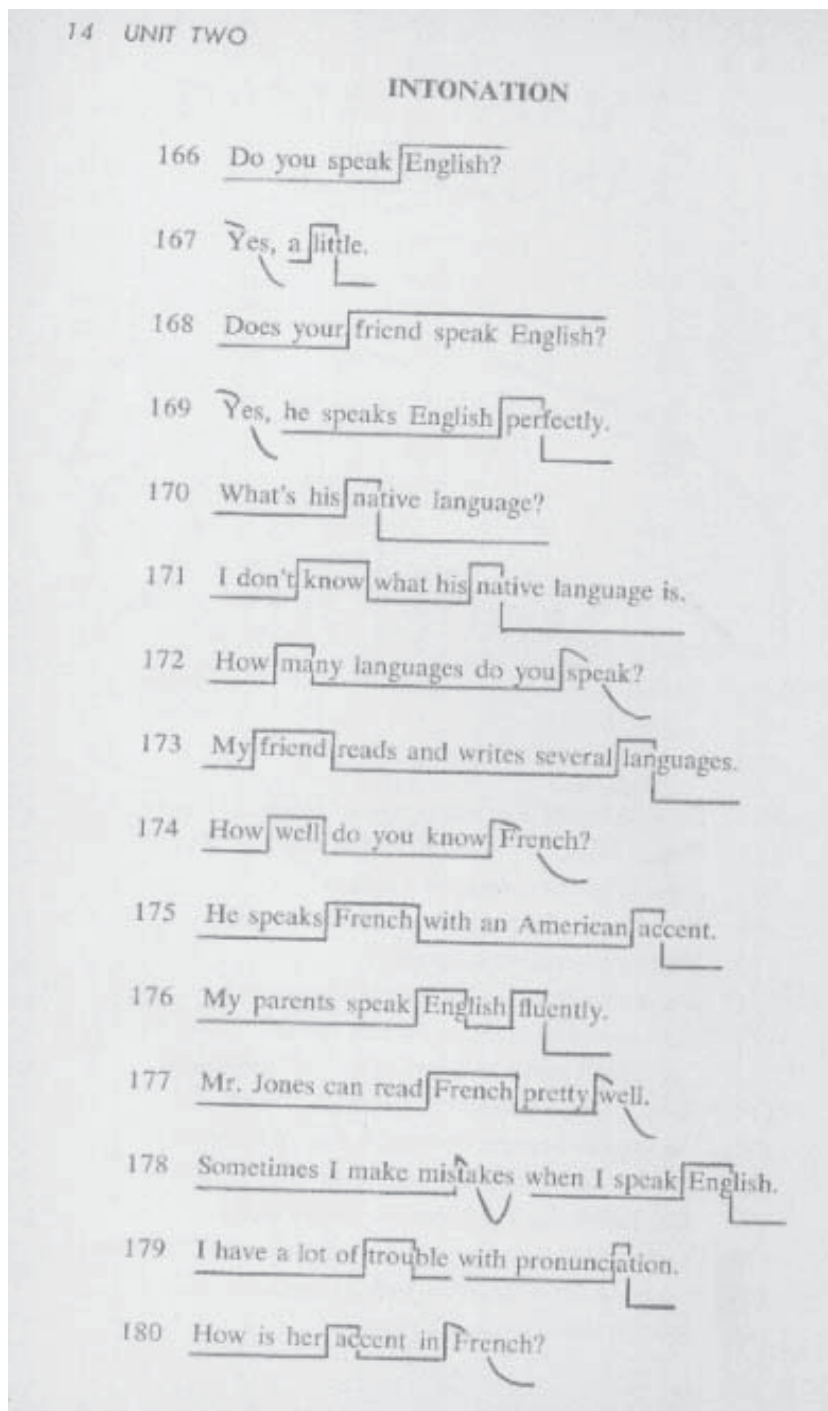 14 UNIT TWO
INTONATION
166 Do you speak English?
167 Yes, a little.
168 Does your friend speak English?
169 Yes, he speaks English perfectly.
170 What's his native language?
171 I don't know what his native language is.
172 How many languages do you speak?
173 My friend reads and writes several languages.
174 How well do you know French?
175 He speaks French with an American accent.
176 My parents speak English fluently.
177 Mr. Jones can read French pretty well.
178 Sometimes I make mistakes when I speak English.
179 I have a lot of trouble with pronunciation.
180 How is her accent in French?